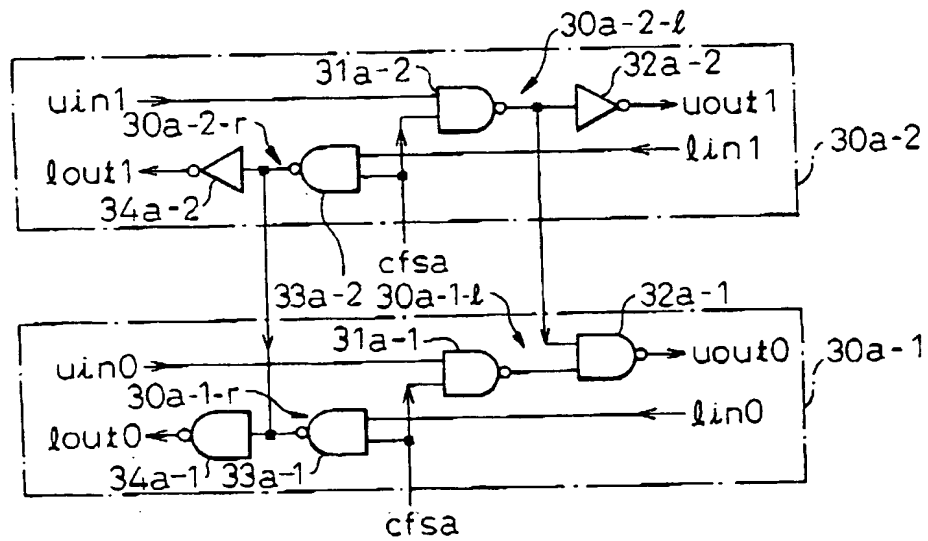 30a-2-ℓ
31a-2
32a-2
uin1
uout1
30a-2-r
ℓin1
30a-2
ℓout1
34a-2
cfsa
33a-2
30a-1-ℓ
32a-1
31a-1
uin0
uout0
30a-1
30a-1-r
ℓin0
ℓout0
34a-1
33a-1
cfsa